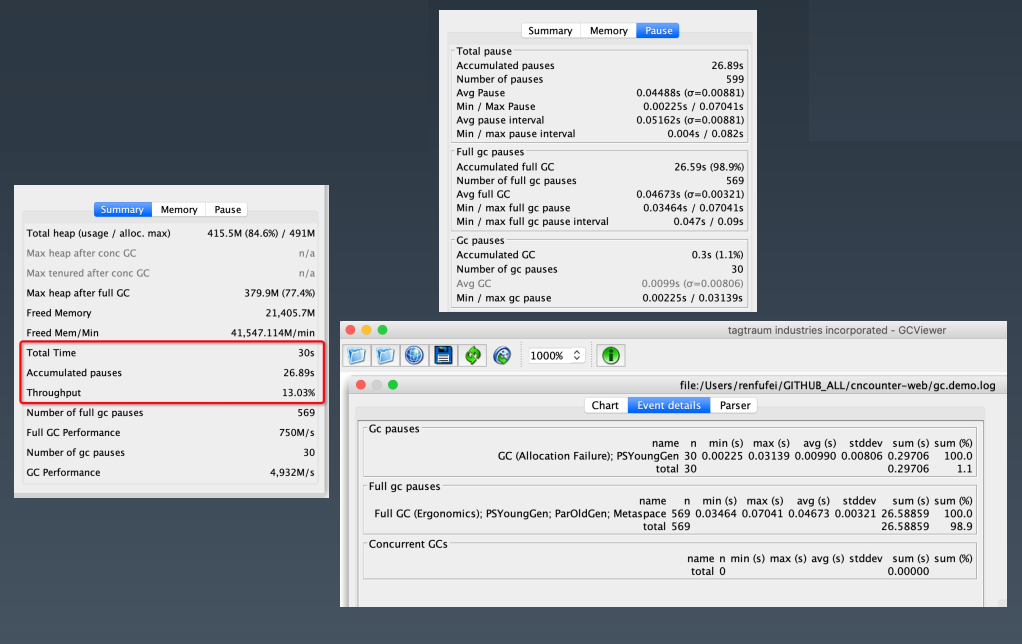 Summary Memory Pause
Total pause
Accumulated pauses 26.89s
Number of pauses 599
Avg Pause 0.04488s (σ=0.00881)
Min / Max Pause 0.00225s / 0.07041s
Avg pause interval 0.05162s (σ=0.00881)
Min / max pause interval 0.004s / 0.082s
Full gc pauses
Accumulated full GC 26.59s (98.9%)
Number of full gc pauses 569
Avg full GC 0.04673s (σ=0.00321)
Min / max full gc pause 0.03464s / 0.07041s
Min / max full gc pause interval 0.047s / 0.09s
Gc pauses
Accumulated GC 0.3s (1.1%)
Number of gc pauses 30
Avg GC 0.0099s (σ=0.00806)
Min / max gc pause 0.00225s / 0.03139s
Summary Memory Pause
Total heap (usage / alloc. max) 415.5M (84.6%) / 491M
Max heap after conc GC n/a
Max tenured after conc GC n/a
Max heap after full GC 379.9M (77.4%)
Freed Memory 21,405.7M
Freed Mem/Min 41,547.114M/min
Total Time 30s
Accumulated pauses 26.89s
Throughput 13.03%
Number of full gc pauses 569
Full GC Performance 750M/s
Number of gc pauses 30
GC Performance 4,932M/s
tagtraum industries incorporated - GCViewer
1000%
file:/Users/renfufei/GITHUB_ALL/cncounter-web/gc.demo.log
Chart Event details Parser
Gc pauses
name n min (s) max (s) avg (s) stddev sum (s) sum (%)
GC (Allocation Failure); PSYoungGen 30 0.00225 0.03139 0.00990 0.00806 0.29706 100.0
total 30 0.29706 1.1
Full gc pauses
name n min (s) max (s) avg (s) stddev sum (s) sum (%)
Full GC (Ergonomics); PSYoungGen; ParOldGen; Metaspace 569 0.03464 0.07041 0.04673 0.00321 26.58859 100.0
total 569 26.58859 98.9
Concurrent GCs
name n min (s) max (s) avg (s) stddev sum (s) sum (%)
total 0 0.00000